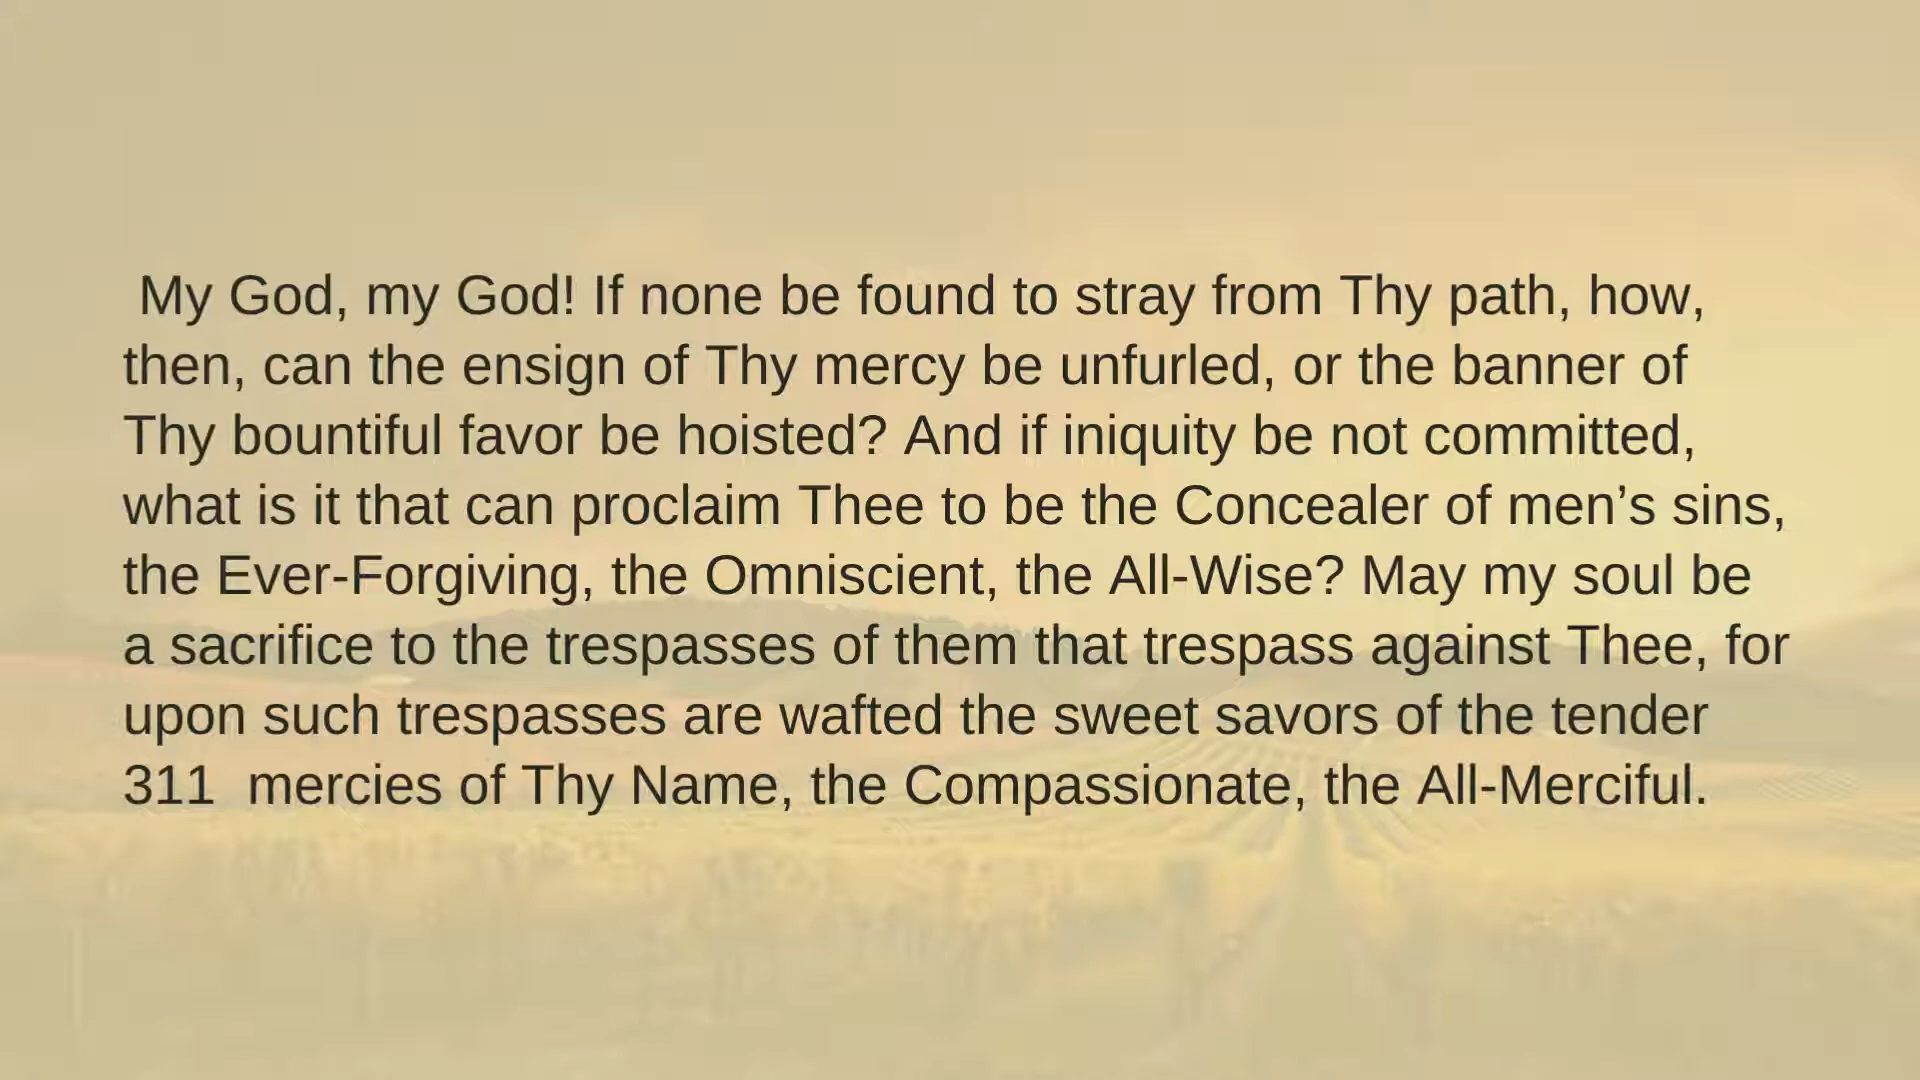 My God, my God! If none be found to stray from Thy path, how,
then, can the ensign of Thy mercy be unfurled, or the banner of
Thy bountiful favor be hoisted? And if iniquity be not committed,
what is it that can proclaim Thee to be the Concealer of men’s sins,
the Ever-Forgiving, the Omniscient, the All-Wise? May my soul be
a sacrifice to the trespasses of them that trespass against Thee, for
upon such trespasses are wafted the sweet savors of the tender
311  mercies of Thy Name, the Compassionate, the All-Merciful.